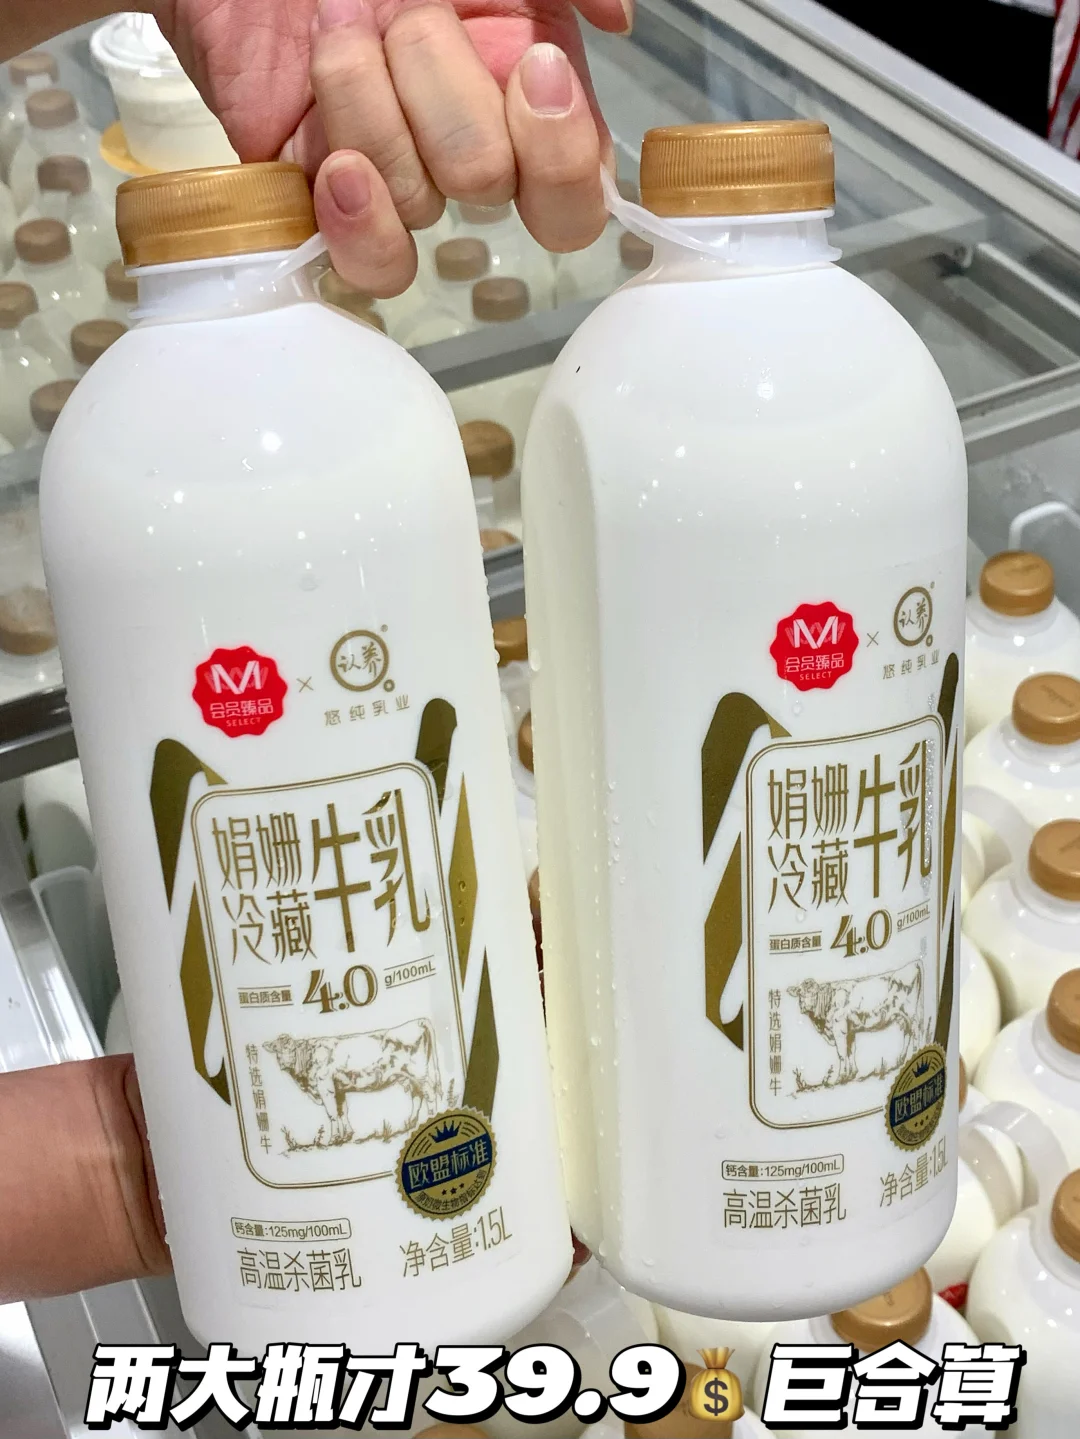 M
会员臻品
SELECT
×
认养
悠纯乳业
娟姗
冷藏
牛乳
蛋白质含量
4.0
g/100mL
特选娟姗牛
欧盟标准
钙含量:125mg/100mL
高温杀菌乳
净含量:1.5L
M
会员臻品
SELECT
×
认养
悠纯乳业
娟姗
冷藏
牛乳
蛋白质含量
4.0
g/100mL
特选娟姗牛
欧盟标准
钙含量:125mg/100mL
高温杀菌乳
净含量:1.5L
两大瓶才39.9💰巨合算